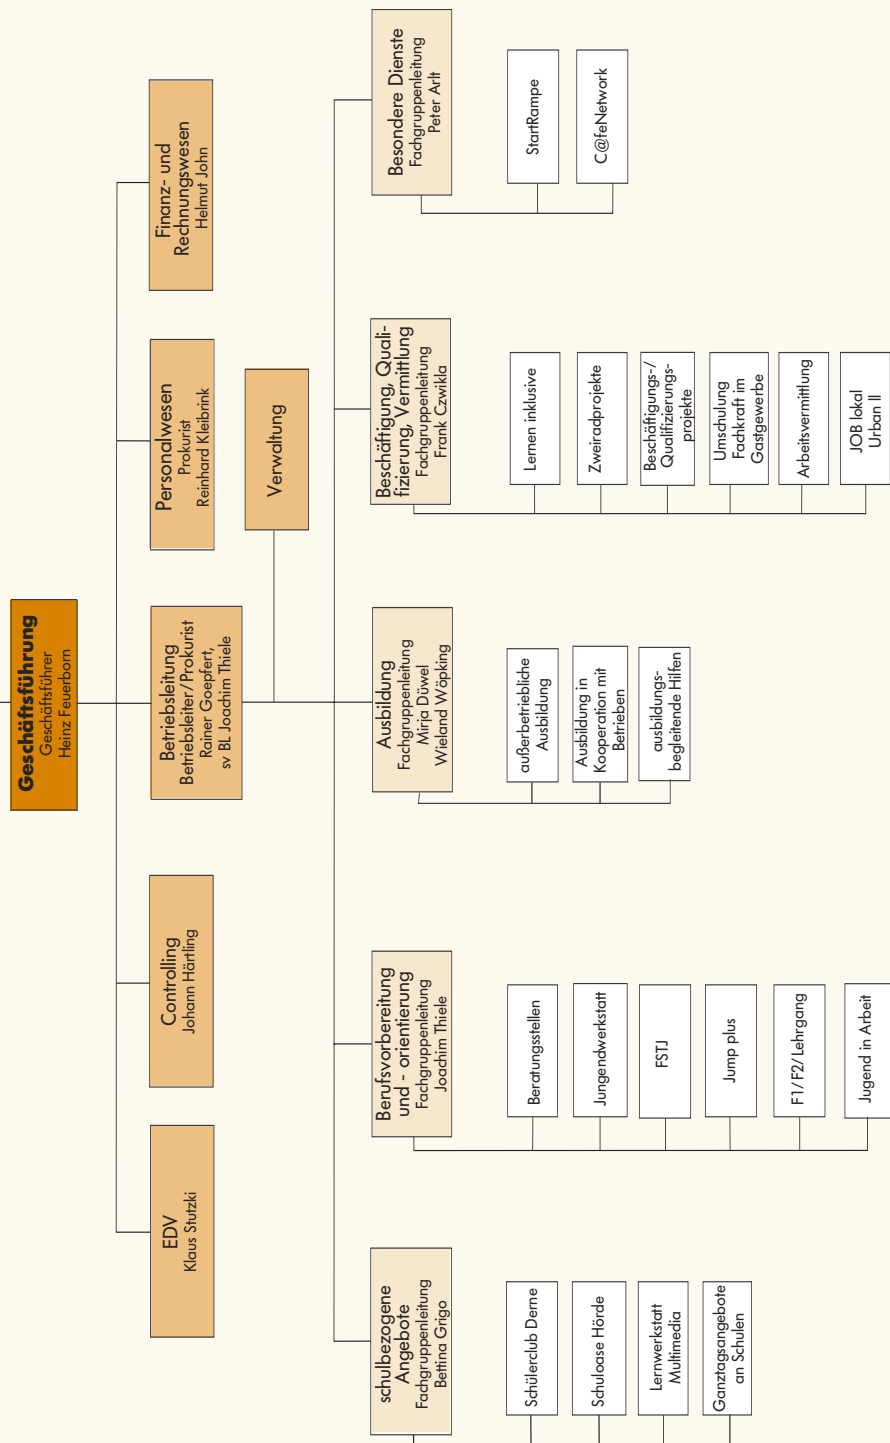 Geschäftsführung
Geschäftsführer
Heinz Feuerborn
EDV
Klaus Stutzki
Controlling
Johann Härtling
Betriebsleitung
Betriebsleiter/Prokurist
Rainer Goepfert,
sv BL Joachim Thiele
Personalwesen
Prokurist
Reinhard Kleibrink
Finanz- und
Rechnungswesen
Helmut John
Verwaltung
schulbezogene
Angebote
Fachgruppenleitung
Bettina Grigo
Schülerclub Derne
Schuloase Hörde
Lernwerkstatt
Multimedia
Ganztagsangebote
an Schulen
Berufsvorbereitung
und - orientierung
Fachgruppenleitung
Joachim Thiele
Beratungsstellen
Jungendwerkstatt
FSTJ
Jump plus
F1/F2/Lehrgang
Jugend in Arbeit
Ausbildung
Fachgruppenleitung
Mirja Düwel
Wieland Wöpking
außerbetriebliche
Ausbildung
Ausbildung in
Kooperation mit
Betrieben
ausbildungs-
begleitende Hilfen
Beschäftigung, Quali-
fizierung, Vermittlung
Fachgruppenleitung
Frank Czwikla
Lernen inklusive
Zweiradprojekte
Beschäftigungs-/
Qualifizierungs-
projekte
Umschulung
Fachkraft im
Gastgewerbe
Arbeitsvermittlung
JOB lokal
Urban II
Besondere Dienste
Fachgruppenleitung
Peter Arlt
StartRampe
C@feNetwork